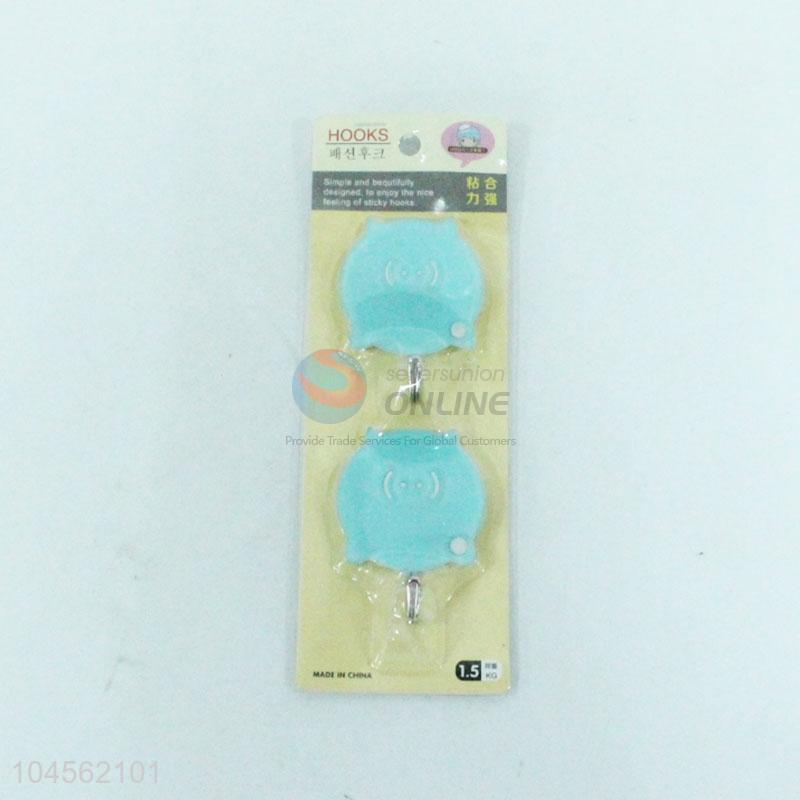 HOOKS
패션후크
Simple and beautifully
designed, to enjoy the nice
feeling of sticky hooks.
粘合
力強
sellersunion
ONLINE
Provide Trade Services For Global Customers
MADE IN CHINA
1.5 KG
104562101